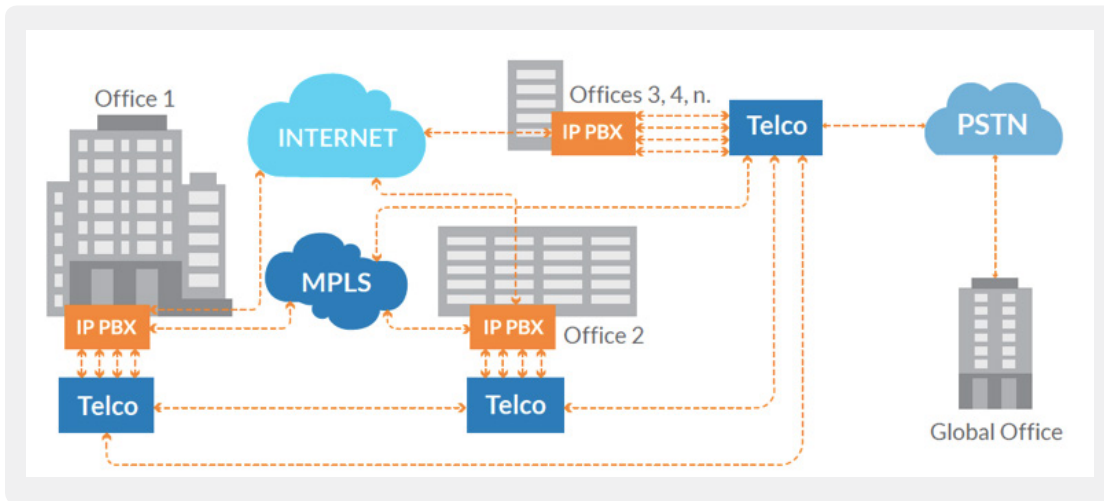 Office 1
INTERNET
Offices 3, 4, n.
IP PBX
Telco
PSTN
MPLS
IP PBX
IP PBX
Office 2
Telco
Telco
Global Office